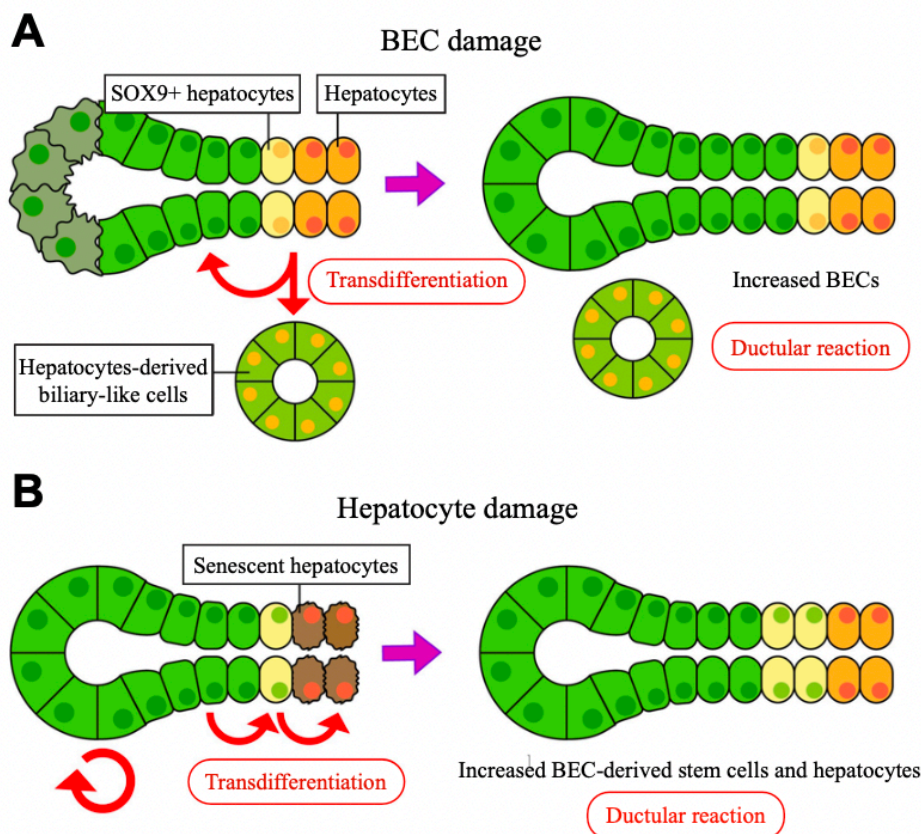 A
BEC damage
SOX9+ hepatocytes
Hepatocytes
Transdifferentiation
Increased BECs
Hepatocytes-derived
biliary-like cells
Ductular reaction
B
Hepatocyte damage
Senescent hepatocytes
Transdifferentiation
Increased BEC-derived stem cells and hepatocytes
Ductular reaction